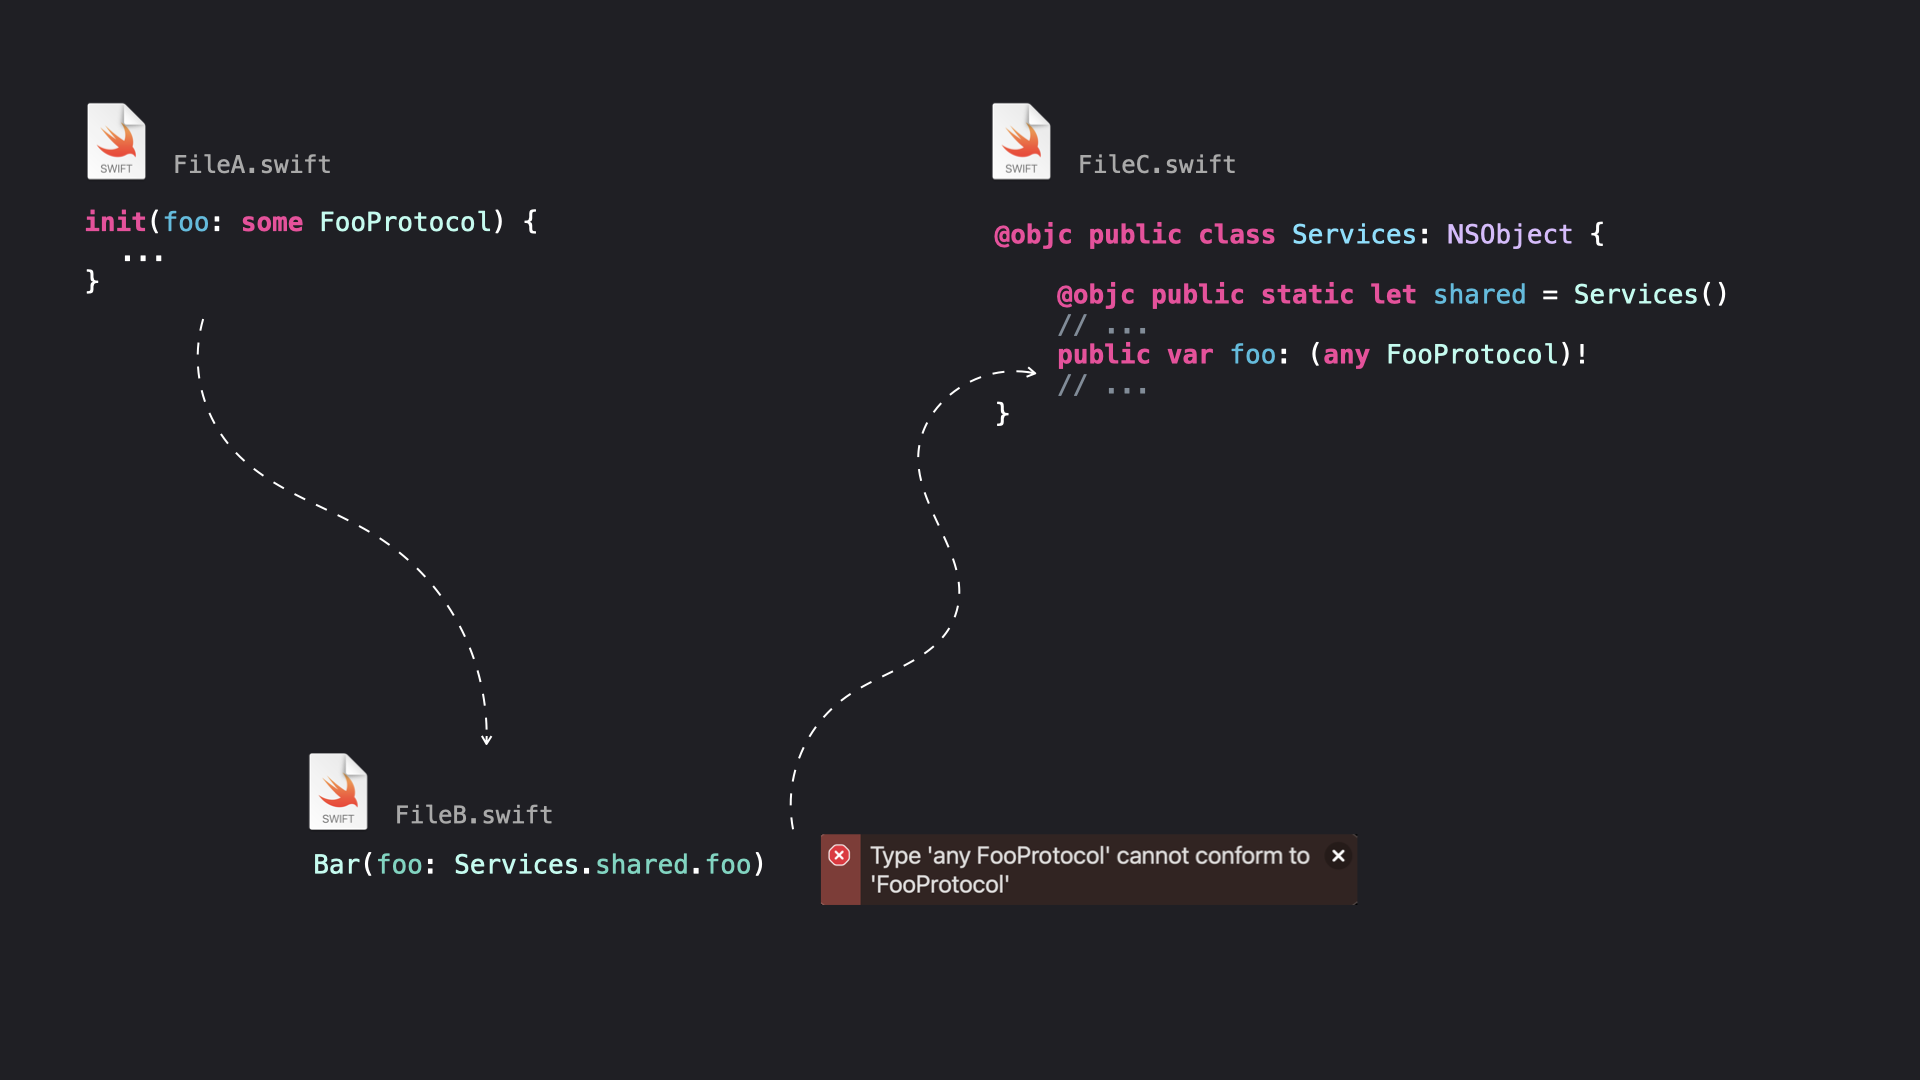 SWIFT
FileA.swift
init(foo: some FooProtocol) {
...
}
SWIFT
FileC.swift
@objc public class Services: NSObject {
@objc public static let shared = Services()
// ...
public var foo: (any FooProtocol)!
// ...
}
SWIFT
FileB.swift
Bar(foo: Services.shared.foo)
Type 'any FooProtocol' cannot conform to
'FooProtocol'